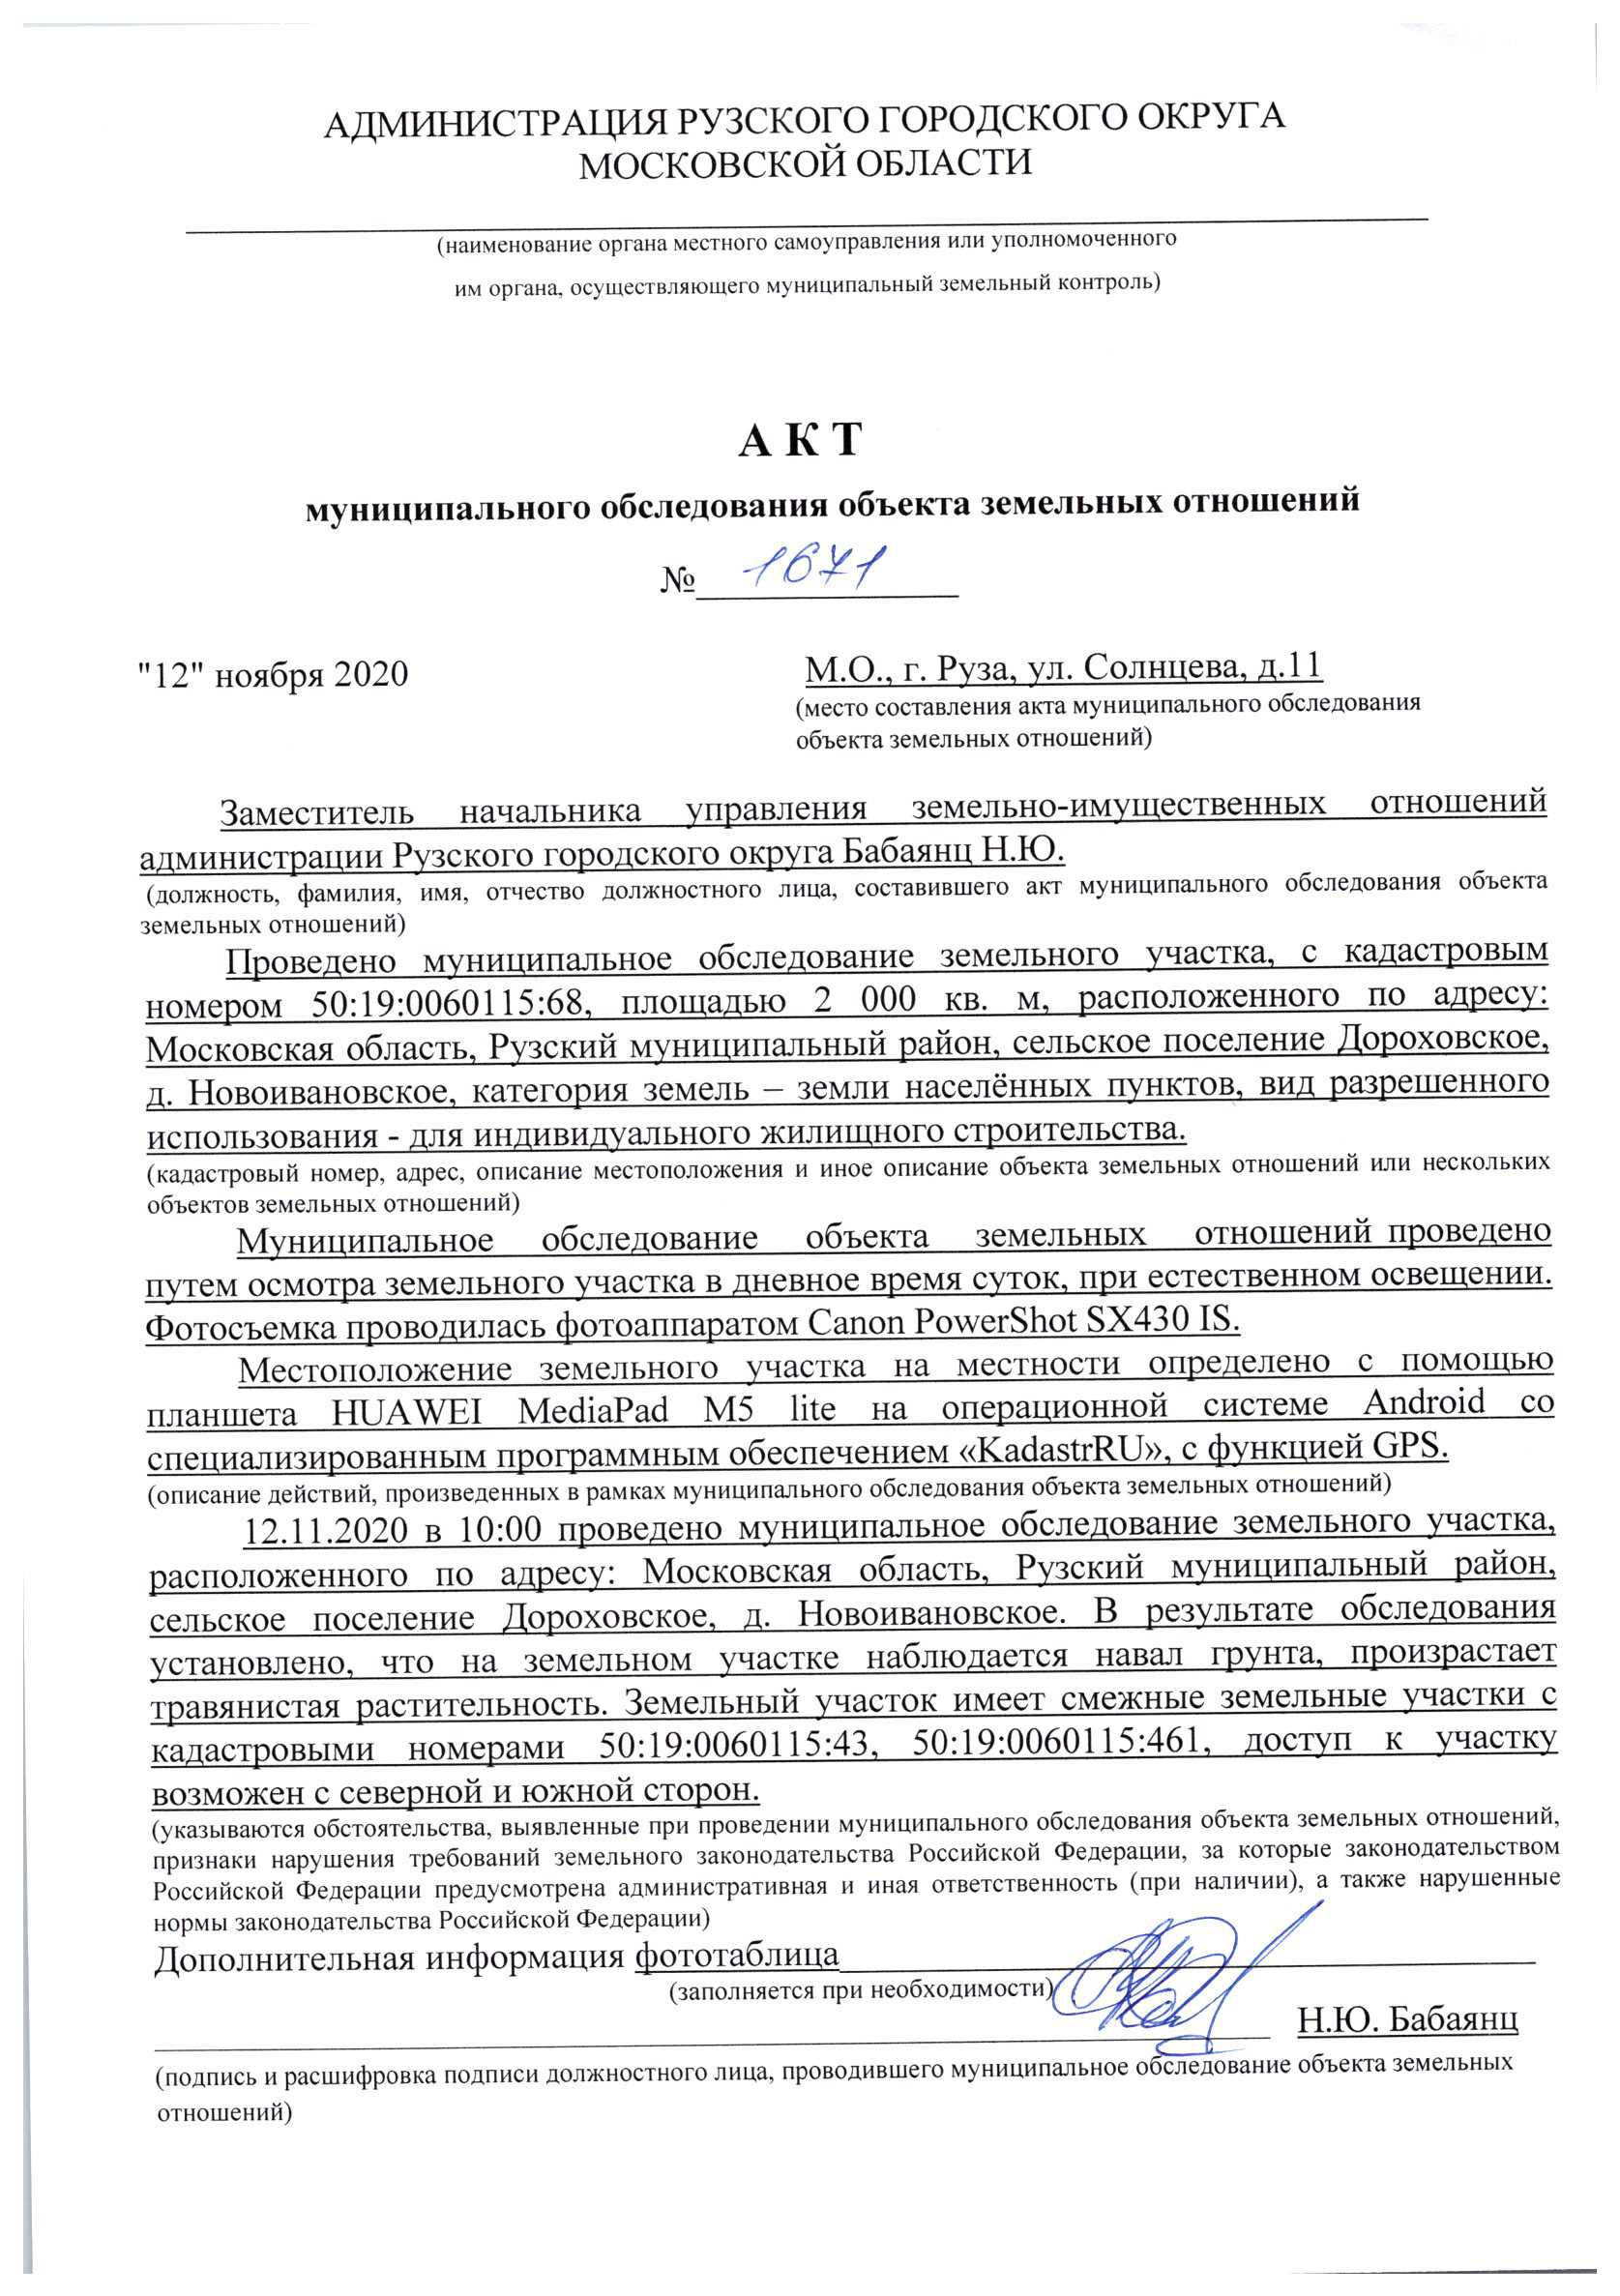 АДМИНИСТРАЦИЯ РУЗСКОГО ГОРОДСКОГО ОКРУГА
МОСКОВСКОЙ ОБЛАСТИ
(наименование органа местного самоуправления или уполномоченного
им органа, осуществляющего муниципальный земельный контроль)
А К Т
муниципального обследования объекта земельных отношений
№ 1671
"12" ноября 2020
М.О., г. Руза, ул. Солнцева, д.11
(место составления акта муниципального обследования
объекта земельных отношений)
Заместитель начальника управления земельно-имущественных отношений
администрации Рузского городского округа Бабаянц Н.Ю.
(должность, фамилия, имя, отчество должностного лица, составившего акт муниципального обследования объекта
земельных отношений)
Проведено муниципальное обследование земельного участка, с кадастровым
номером 50:19:0060115:68, площадью 2 000 кв. м, расположенного по адресу:
Московская область, Рузский муниципальный район, сельское поселение Дороховское,
д. Новоивановское, категория земель – земли населённых пунктов, вид разрешенного
использования - для индивидуального жилищного строительства.
(кадастровый номер, адрес, описание местоположения и иное описание объекта земельных отношений или нескольких
объектов земельных отношений)
Муниципальное обследование объекта земельных отношений проведено
путем осмотра земельного участка в дневное время суток, при естественном освещении.
Фотосъемка проводилась фотоаппаратом Canon PowerShot SX430 IS.
Местоположение земельного участка на местности определено с помощью
планшета HUAWEI MediaPad M5 lite на операционной системе Android со
специализированным программным обеспечением «KadastrRU», с функцией GPS.
(описание действий, произведенных в рамках муниципального обследования объекта земельных отношений)
12.11.2020 в 10:00 проведено муниципальное обследование земельного участка,
расположенного по адресу: Московская область, Рузский муниципальный район,
сельское поселение Дороховское, д. Новоивановское. В результате обследования
установлено, что на земельном участке наблюдается навал грунта, произрастает
травянистая растительность. Земельный участок имеет смежные земельные участки с
кадастровыми номерами 50:19:0060115:43, 50:19:0060115:461, доступ к участку
возможен с северной и южной сторон.
(указываются обстоятельства, выявленные при проведении муниципального обследования объекта земельных отношений,
признаки нарушения требований земельного законодательства Российской Федерации, за которые законодательством
Российской Федерации предусмотрена административная и иная ответственность (при наличии), а также нарушенные
нормы законодательства Российской Федерации)
Дополнительная информация фототаблица
(заполняется при необходимости)
Н.Ю. Бабаянц
(подпись и расшифровка подписи должностного лица, проводившего муниципальное обследование объекта земельных
отношений)